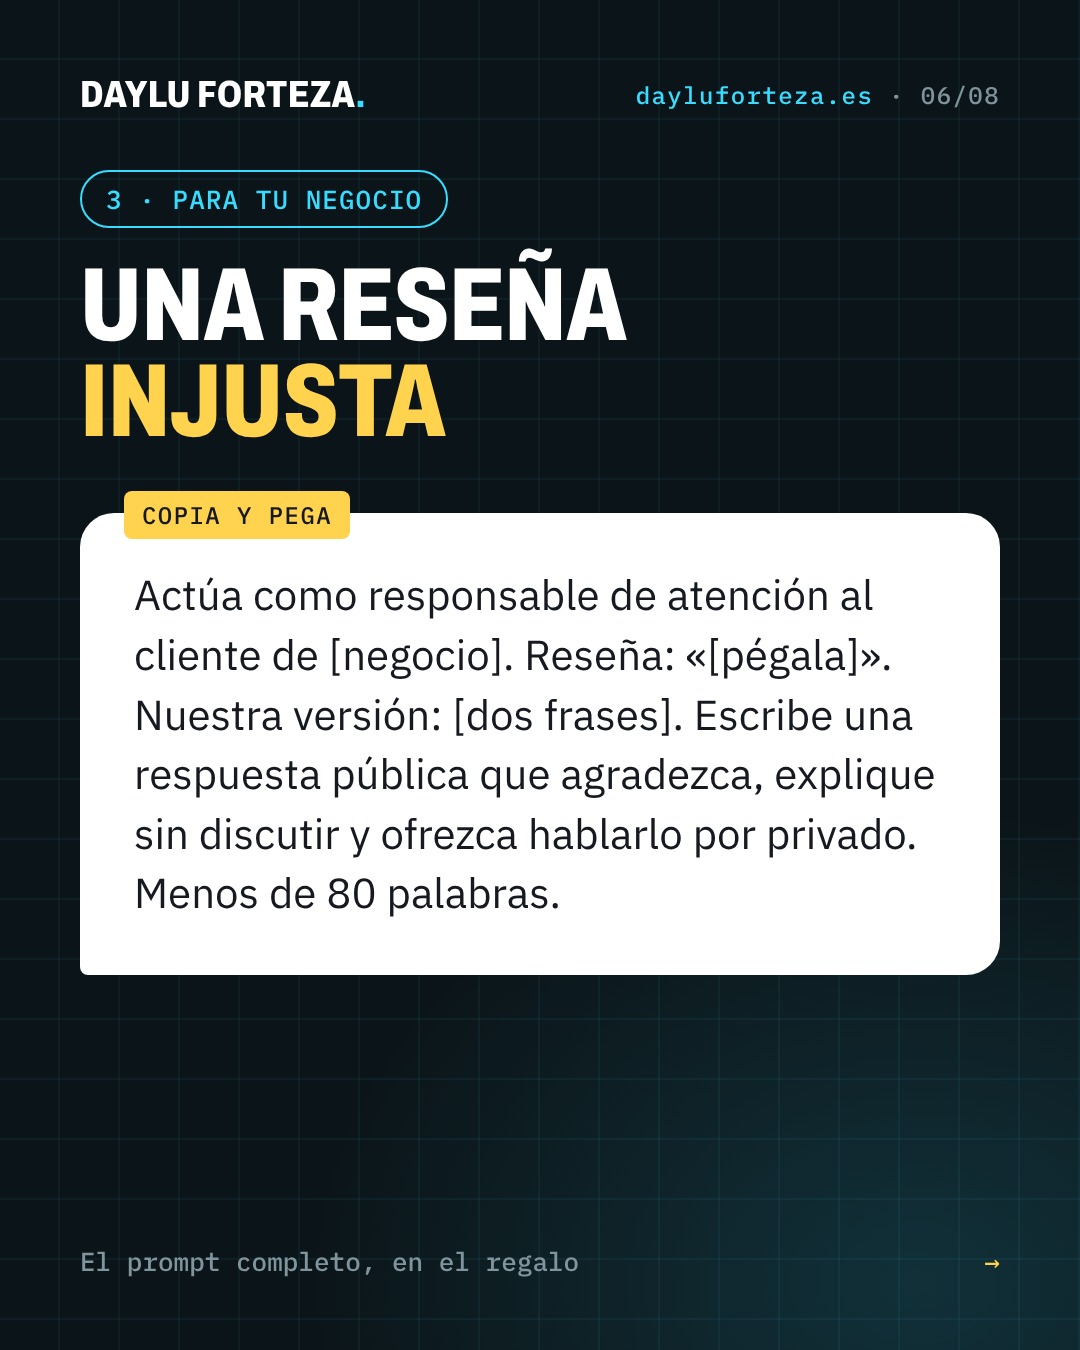 DAYLU FORTEZA.
dayluforteza.es · 06/08
3 · PARA TU NEGOCIO
UNA RESEÑA
INJUSTA
COPIA Y PEGA
Actúa como responsable de atención al
cliente de [negocio]. Reseña: «[pégala]».
Nuestra versión: [dos frases]. Escribe una
respuesta pública que agradezca, explique
sin discutir y ofrezca hablarlo por privado.
Menos de 80 palabras.
El prompt completo, en el regalo →